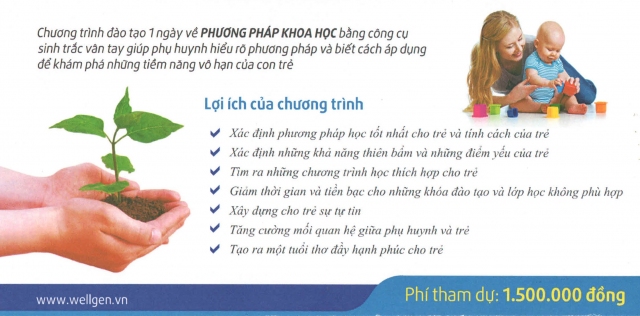 Chương trình đào tạo 1 ngày về PHƯƠNG PHÁP KHOA HỌC bằng công cụ
sinh trắc vân tay giúp phụ huynh hiểu rõ phương pháp và biết cách áp dụng
để khám phá những tiềm năng vô hạn của con trẻ
Lợi ích của chương trình
Xác định phương pháp học tốt nhất cho trẻ và tính cách của trẻ
Xác định những khả năng thiên bẩm và những điểm yếu của trẻ
Tìm ra những chương trình học thích hợp cho trẻ
Giảm thời gian và tiền bạc cho những khóa đào tạo và lớp học không phù hợp
Xây dựng cho trẻ sự tự tin
Tăng cường mối quan hệ giữa phụ huynh và trẻ
Tạo ra một tuổi thơ đầy hạnh phúc cho trẻ
www.wellgen.vn
Phí tham dự: 1.500.000 đồng